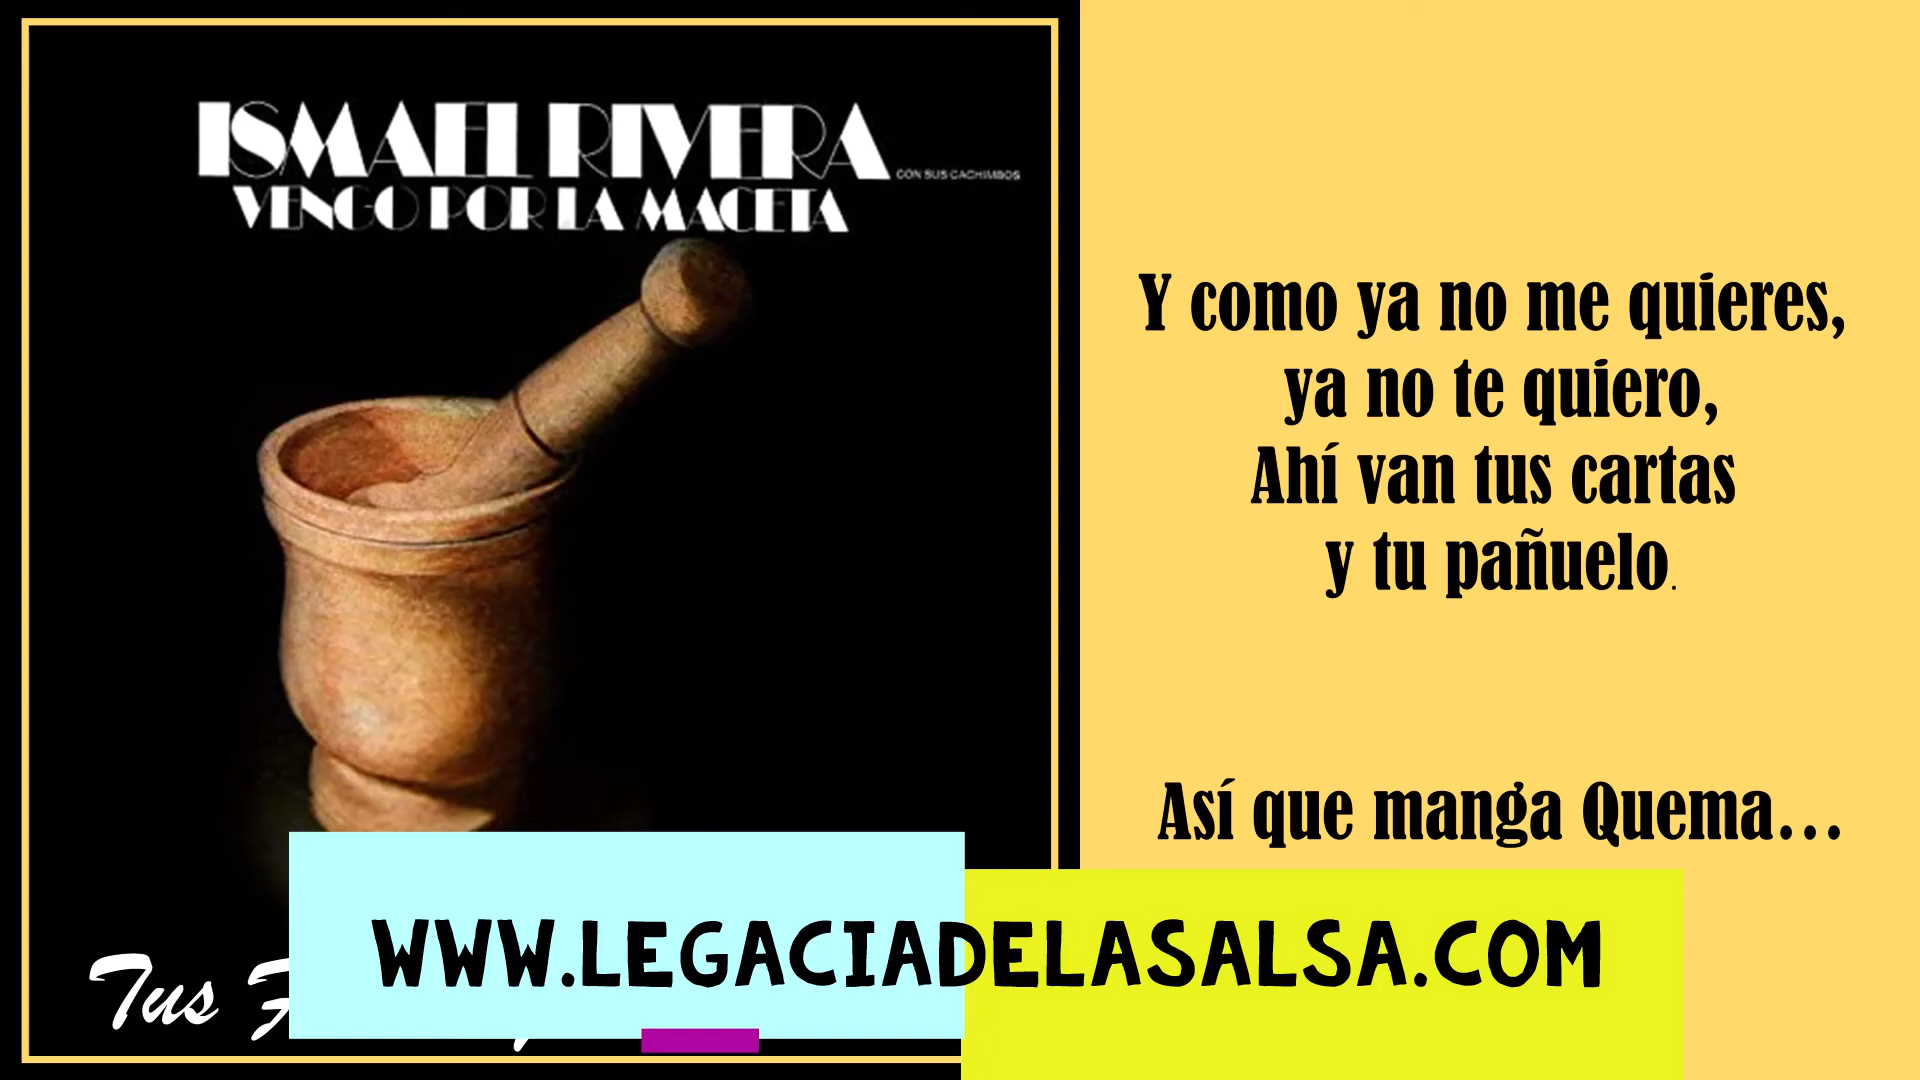 ISMAEL RIVERA CON SUS CACHIMBOS
VENGO POR LA MACETA
Y como ya no me quieres,
ya no te quiero,
Ahí van tus cartas
y tu pañuelo.
Así que manga Quema...
Tus
WWW.LEGACIADELASALSA.COM